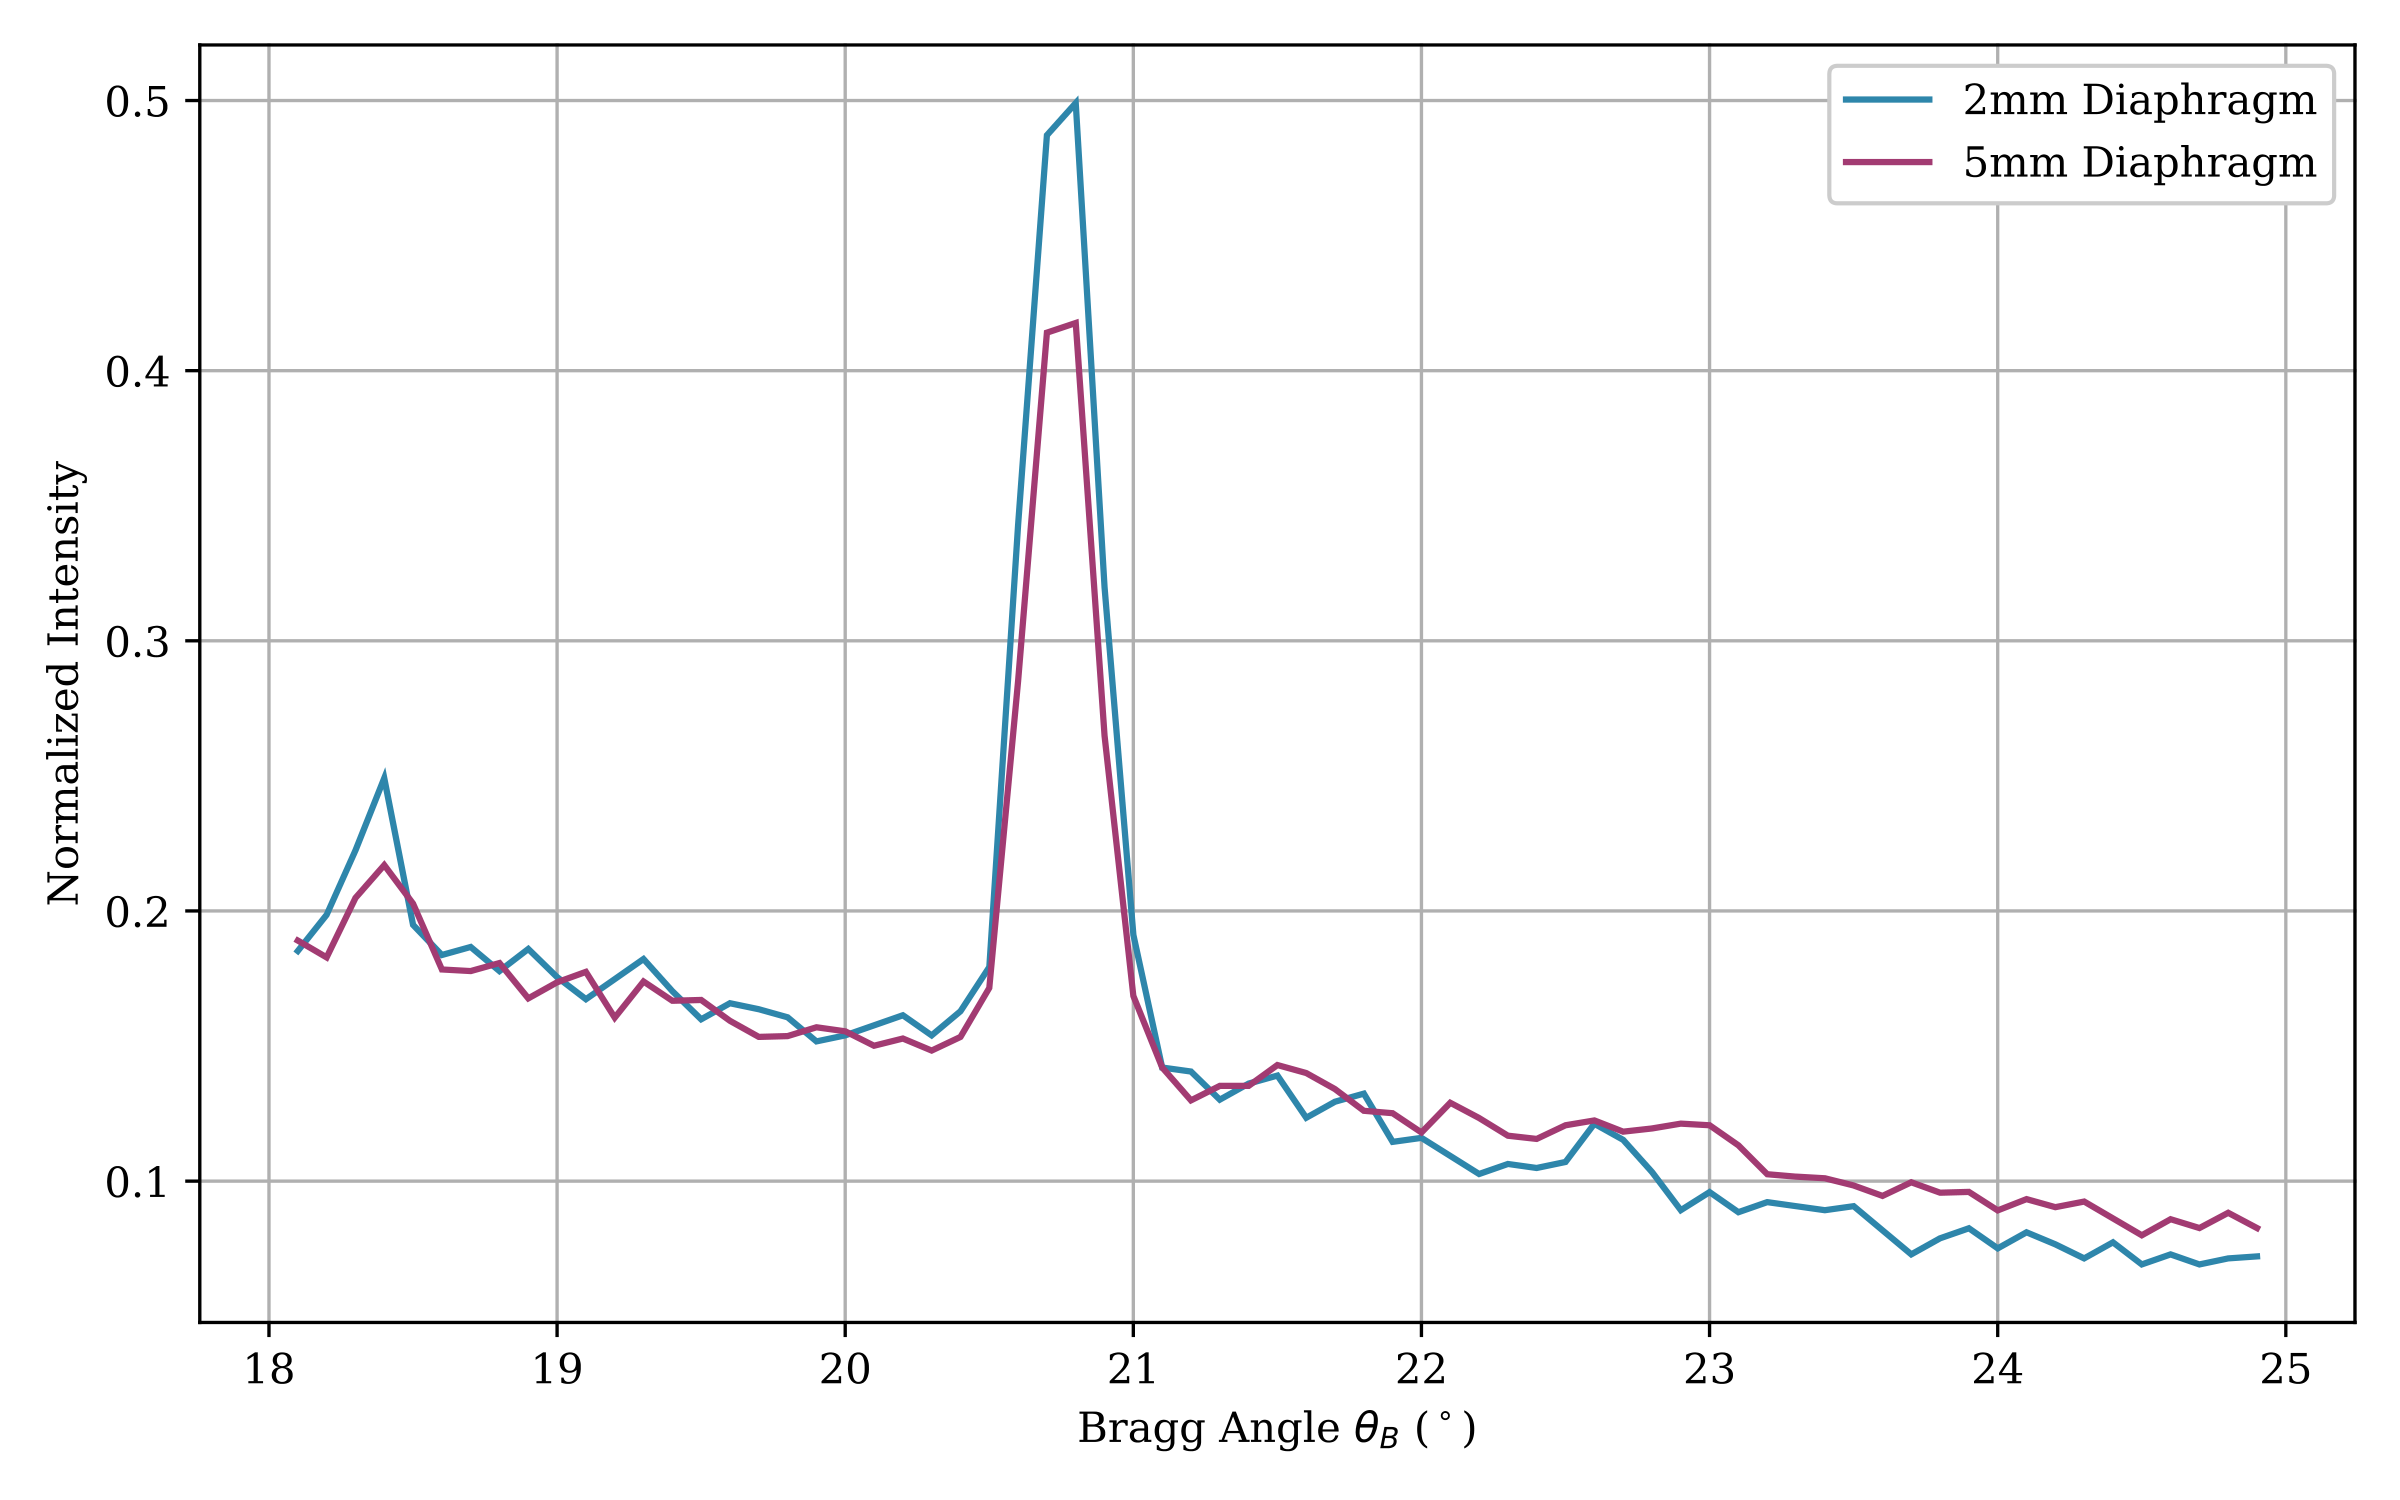 2mm Diaphragm
5mm Diaphragm
Normalized Intensity
0.5
0.4
0.3
0.2
0.1
18 19 20 21 22 23 24 25
Bragg Angle θ_B (°)